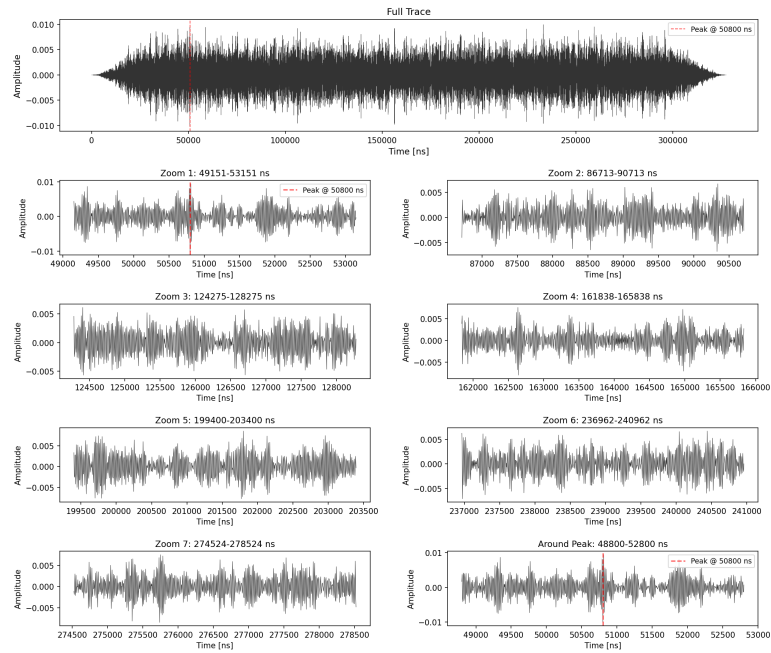 Full Trace
0.010
0.005
0.000
−0.005
−0.010
Amplitude
Peak @ 50800 ns
0 50000 100000 150000 200000 250000 300000
Time [ns]
Zoom 1: 49151-53151 ns
0.01
0.00
−0.01
Amplitude
Peak @ 50800 ns
49000 49500 50000 50500 51000 51500 52000 52500 53000
Time [ns]
Zoom 2: 86713-90713 ns
0.005
0.000
−0.005
Amplitude
87000 87500 88000 88500 89000 89500 90000 90500
Time [ns]
Zoom 3: 124275-128275 ns
0.005
0.000
−0.005
Amplitude
124500 125000 125500 126000 126500 127000 127500 128000
Time [ns]
Zoom 4: 161838-165838 ns
0.005
0.000
−0.005
Amplitude
162000 162500 163000 163500 164000 164500 165000 165500 166000
Time [ns]
Zoom 5: 199400-203400 ns
0.005
0.000
−0.005
Amplitude
199500 200000 200500 201000 201500 202000 202500 203000 203500
Time [ns]
Zoom 6: 236962-240962 ns
0.005
0.000
−0.005
Amplitude
237000 237500 238000 238500 239000 239500 240000 240500 241000
Time [ns]
Zoom 7: 274524-278524 ns
0.005
0.000
−0.005
Amplitude
274500 275000 275500 276000 276500 277000 277500 278000 278500
Time [ns]
Around Peak: 48800-52800 ns
0.01
0.00
−0.01
Amplitude
Peak @ 50800 ns
49000 49500 50000 50500 51000 51500 52000 52500 53000
Time [ns]